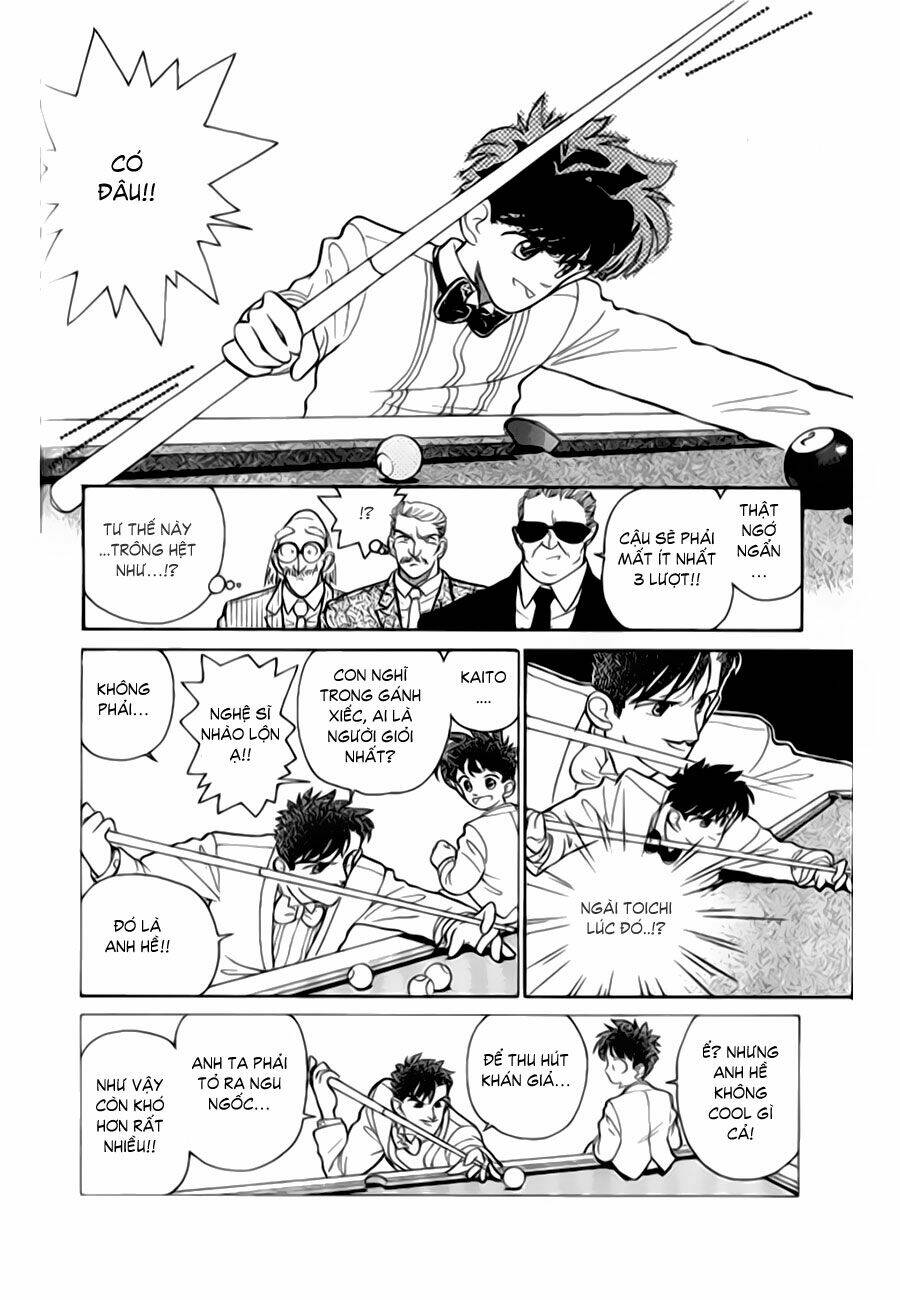 CÓ
ĐÂU!!
THẬT
NGỚ
NGẨN
...
CẬU SẼ PHẢI
MẤT ÍT NHẤT
3 LƯỢT!!
!?
TƯ THẾ NÀY
...TRÔNG HỆT
NHƯ...!?
NGÀI TOICHI
LÚC ĐÓ..!?
KAITO
....
CON NGHĨ
TRONG GÁNH
XIẾC, AI LÀ
NGƯỜI GIỎI
NHẤT?
NGHỆ SĨ
NHÀO LỘN
Ạ!!
KHÔNG
PHẢI...
ĐÓ LÀ
ANH HỀ!!
Ể? NHƯNG
ANH HỀ
KHÔNG
COOL GÌ
CẢ!
ĐỂ THU HÚT
KHÁN GIẢ...
ANH TA PHẢI
TỎ RA NGU
NGỐC...
NHƯ VẬY
CÒN KHÓ
HƠN RẤT
NHIỀU!!